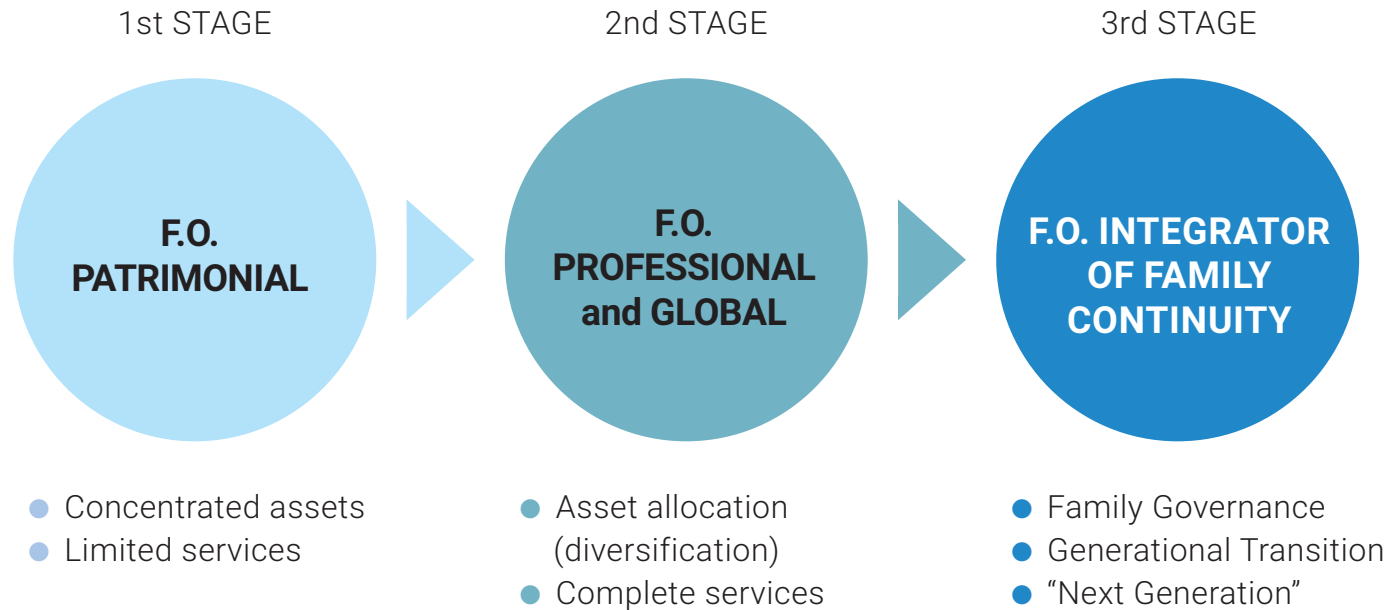 1st STAGE
F.O.
PATRIMONIAL
Concentrated assets
Limited services
2nd STAGE
F.O.
PROFESSIONAL
and GLOBAL
Asset allocation
(diversification)
Complete services
3rd STAGE
F.O. INTEGRATOR
OF FAMILY
CONTINUITY
Family Governance
Generational Transition
“Next Generation”